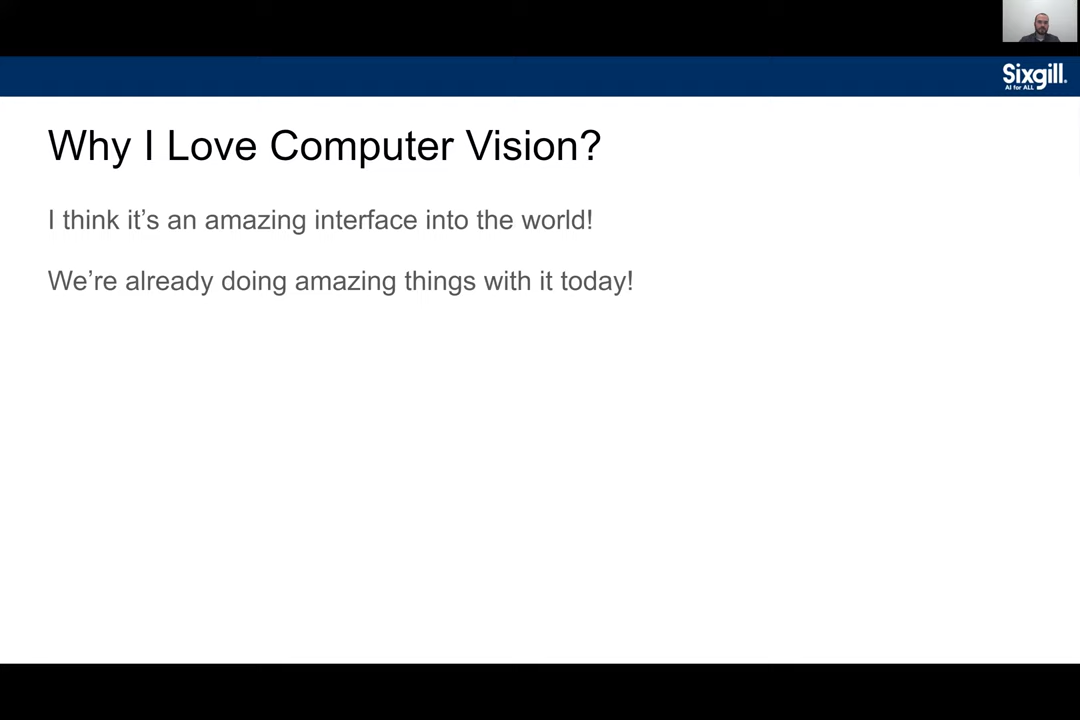 Sixgill.
AI for ALL
Why I Love Computer Vision?
I think it’s an amazing interface into the world!
We’re already doing amazing things with it today!